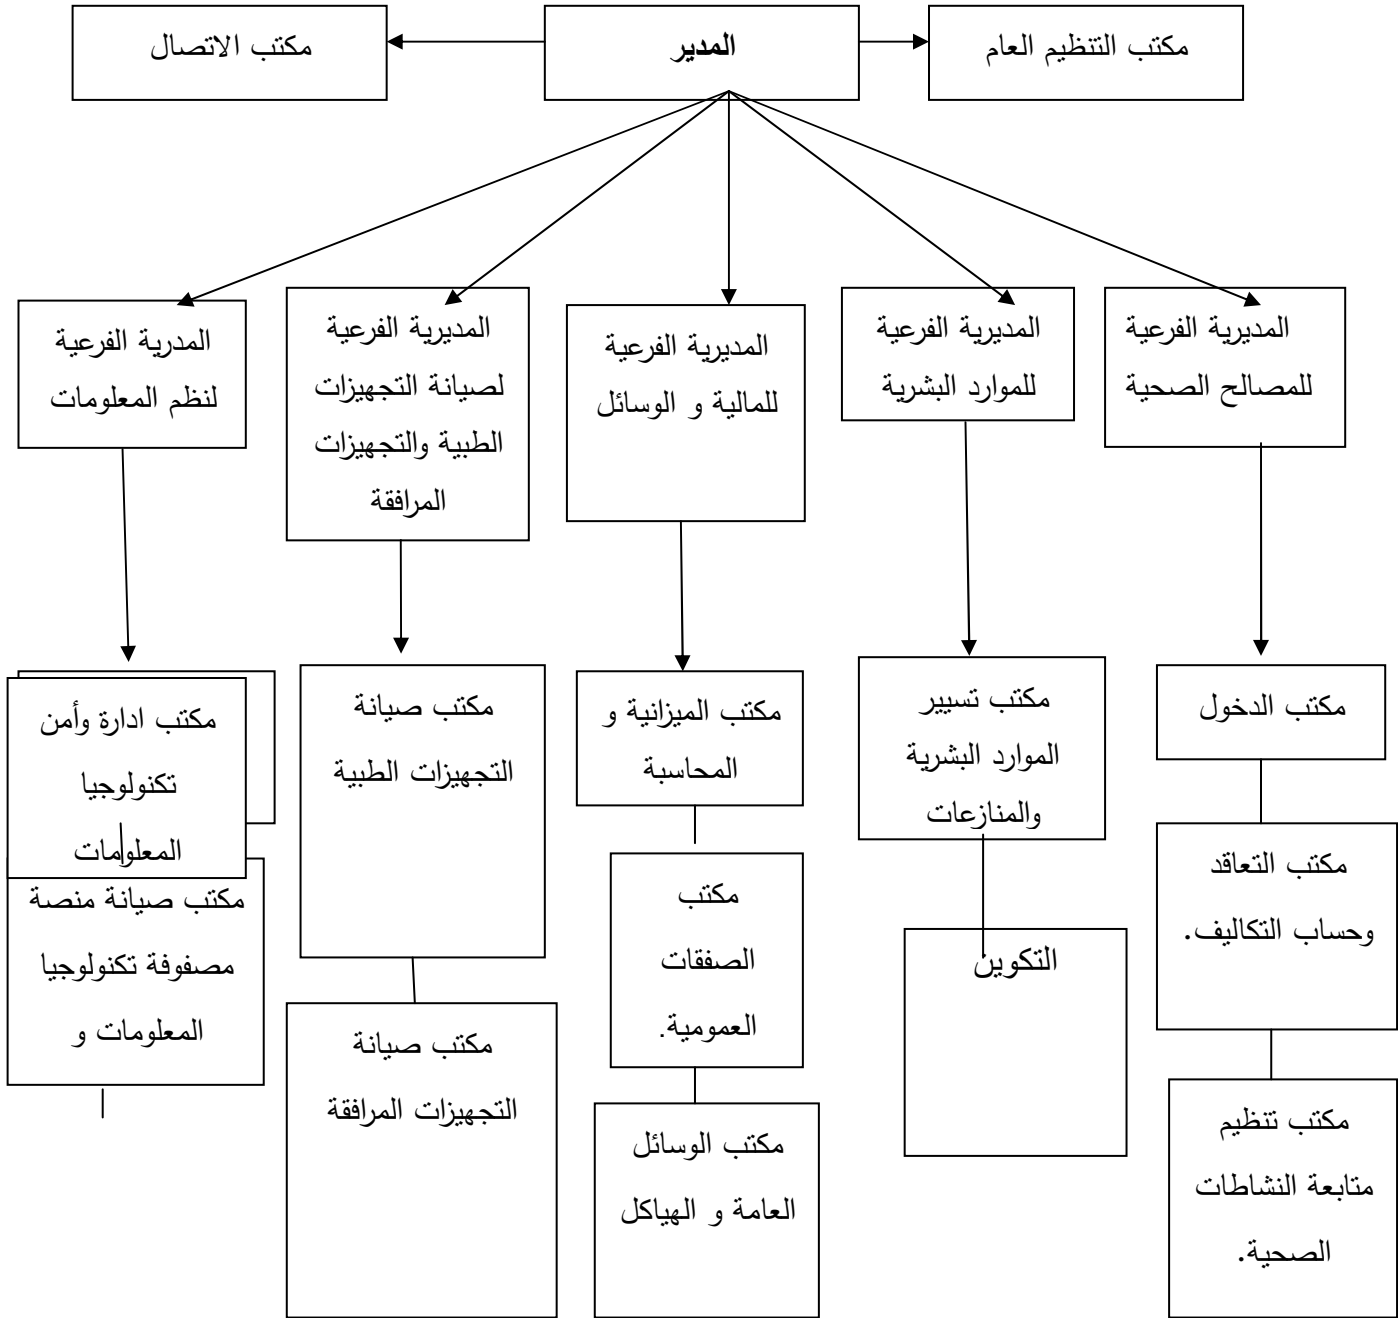 مكتب التنظيم العام
المدير
مكتب الاتصال
المديرية الفرعية
للمصالح الصحية
المديرية الفرعية
للموارد البشرية
المديرية الفرعية
للمالية و الوسائل
المديرية الفرعية
لصيانة التجهيزات
الطبية والتجهيزات
المرافقة
المدرية الفرعية
لنظم المعلومات
مكتب الدخول
مكتب التعاقد
وحساب التكاليف.
مكتب تنظيم
متابعة النشاطات
الصحية.
مكتب تسيير
الموارد البشرية
والمنازعات
التكوين
مكتب الميزانية و
المحاسبة
مكتب
الصفقات
العمومية.
مكتب الوسائل
العامة و الهياكل
مكتب صيانة
التجهيزات الطبية
مكتب صيانة
التجهيزات المرافقة
مكتب ادارة وأمن
تكنولوجيا
المعلومات
مكتب صيانة منصة
مصفوفة تكنولوجيا
المعلومات و